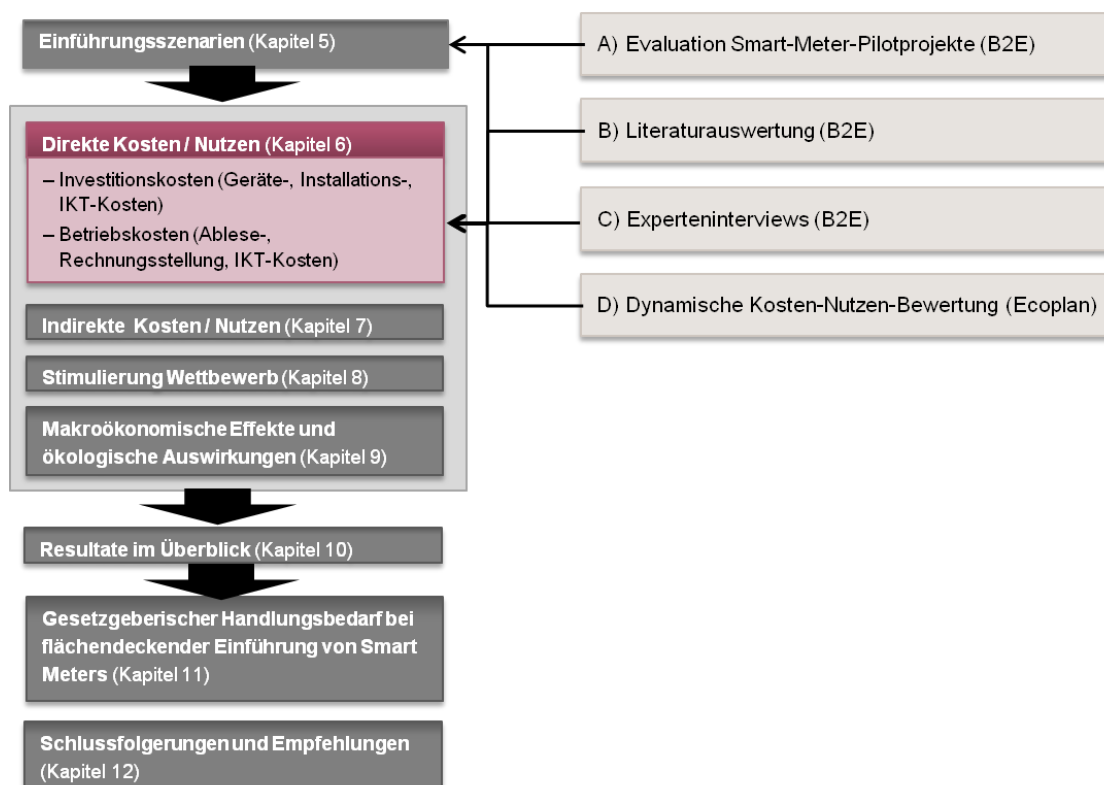 Einführungsszenarien (Kapitel 5)
Direkte Kosten / Nutzen (Kapitel 6)
– Investitionskosten (Geräte-, Installations-,
IKT-Kosten)
– Betriebskosten (Ablese-,
Rechnungsstellung, IKT-Kosten)
Indirekte Kosten / Nutzen (Kapitel 7)
Stimulierung Wettbewerb (Kapitel 8)
Makroökonomische Effekte und
ökologische Auswirkungen (Kapitel 9)
Resultate im Überblick (Kapitel 10)
Gesetzgeberischer Handlungsbedarf bei
flächendeckender Einführung von Smart
Meters (Kapitel 11)
Schlussfolgerungen und Empfehlungen
(Kapitel 12)
A) Evaluation Smart-Meter-Pilotprojekte (B2E)
B) Literaturauswertung (B2E)
C) Experteninterviews (B2E)
D) Dynamische Kosten-Nutzen-Bewertung (Ecoplan)